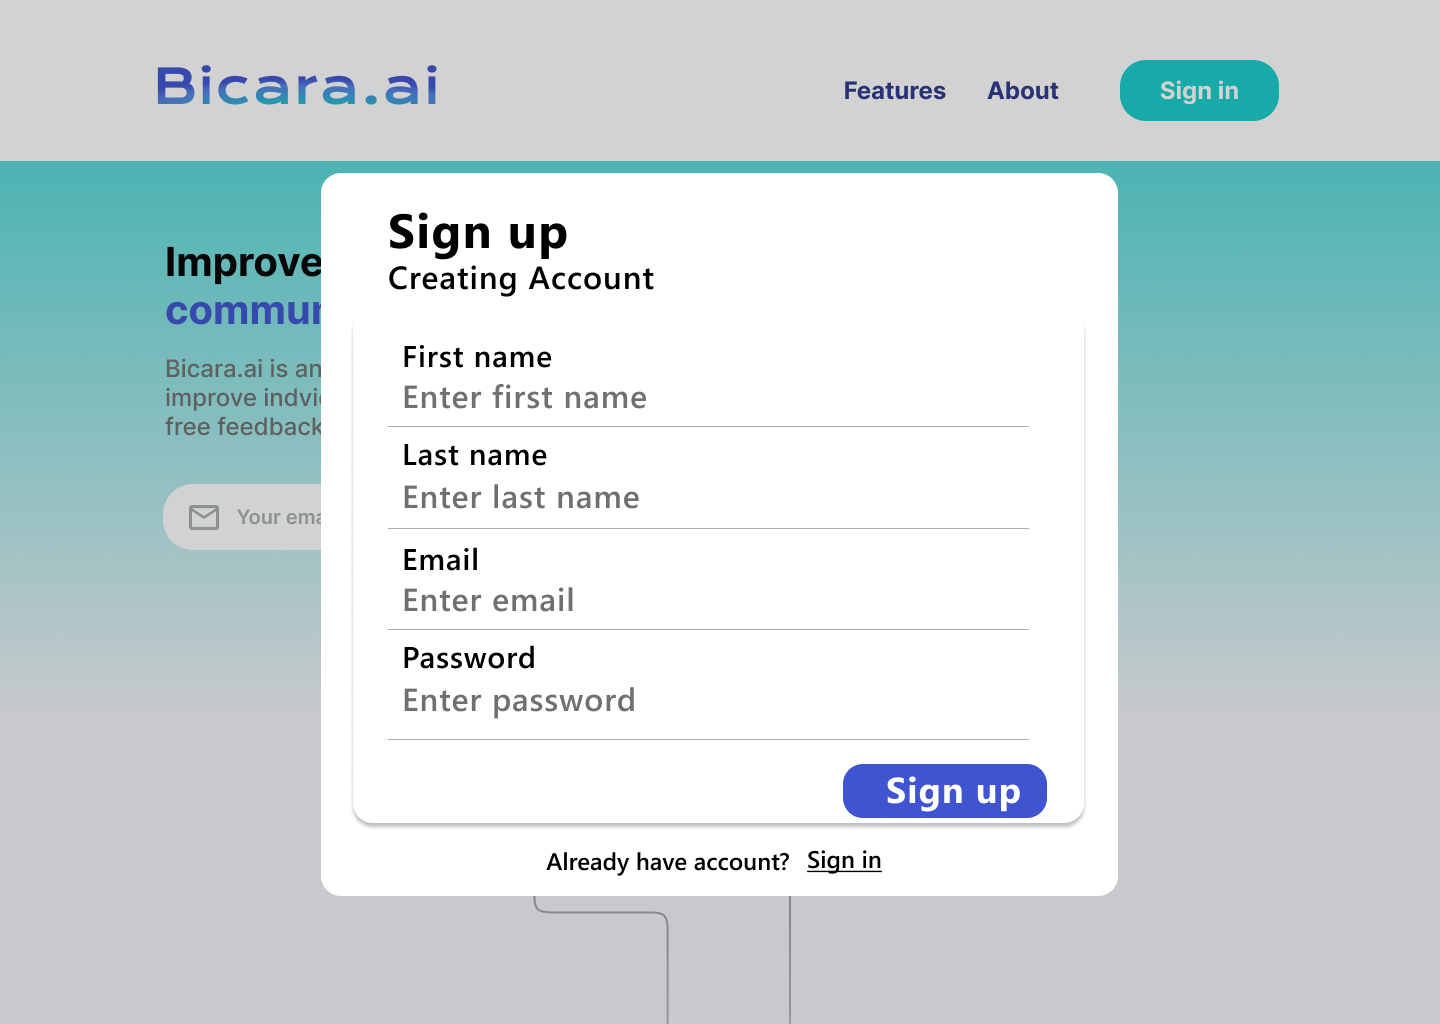 Bicara.ai
Features
About
Sign in
Improve
commun
Bicara.ai is an
improve indvi
free feedback
Your ema
Sign up
Creating Account
First name
Enter first name
Last name
Enter last name
Email
Enter email
Password
Enter password
Sign up
Already have account? Sign in